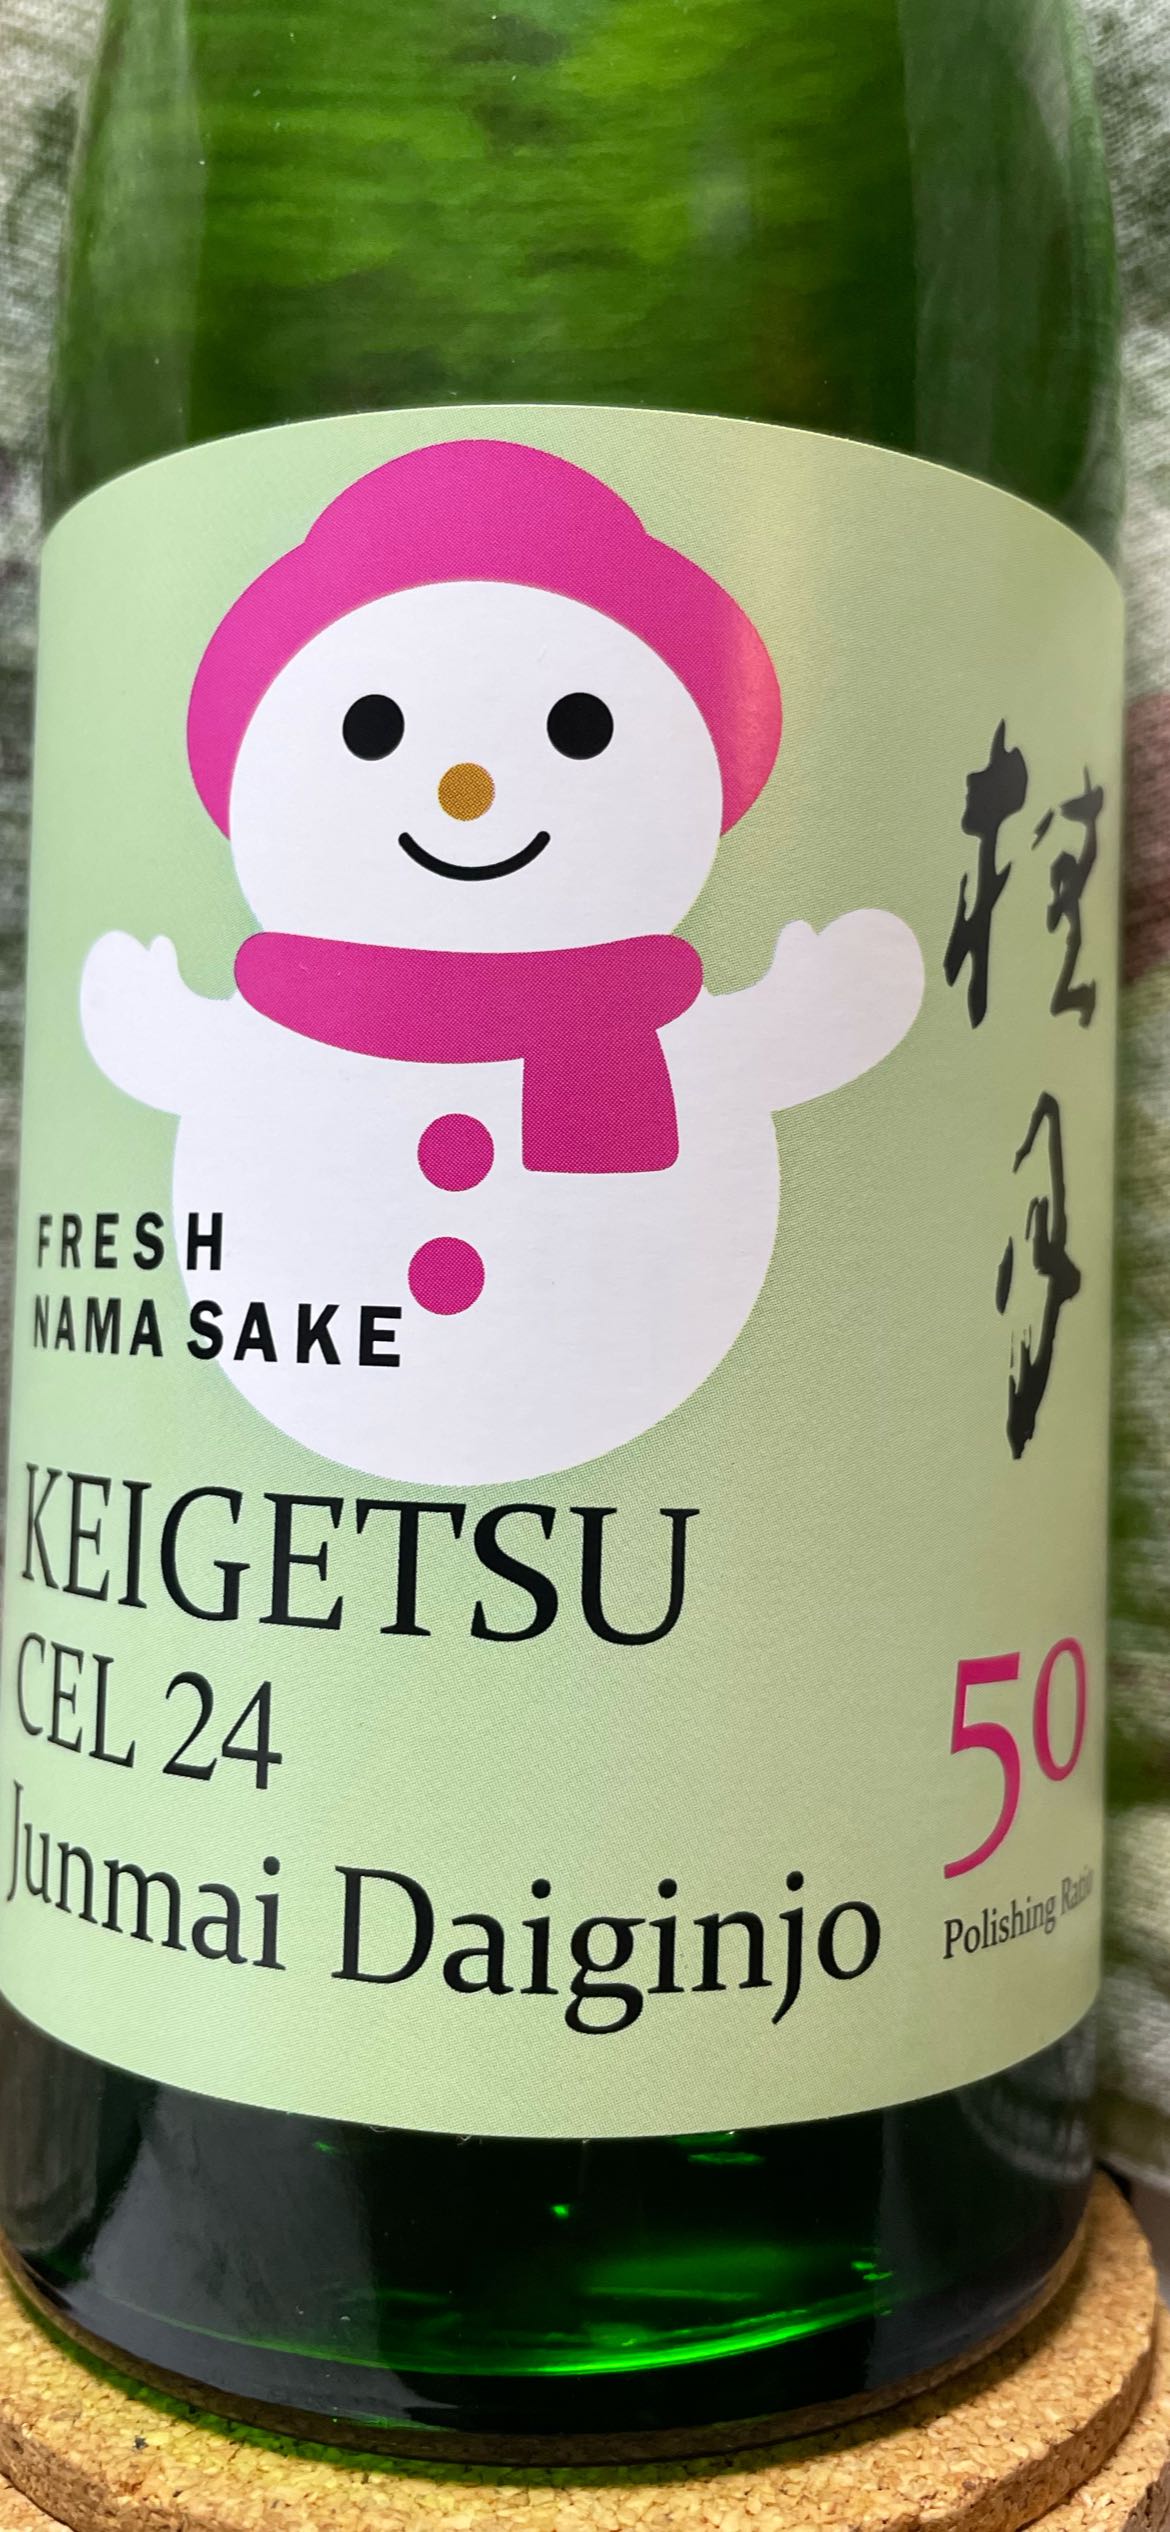 桂月
FRESH
NAMA SAKE
KEIGETSU
CEL 24
Junmai Daiginjo
50
Polishing Ratio